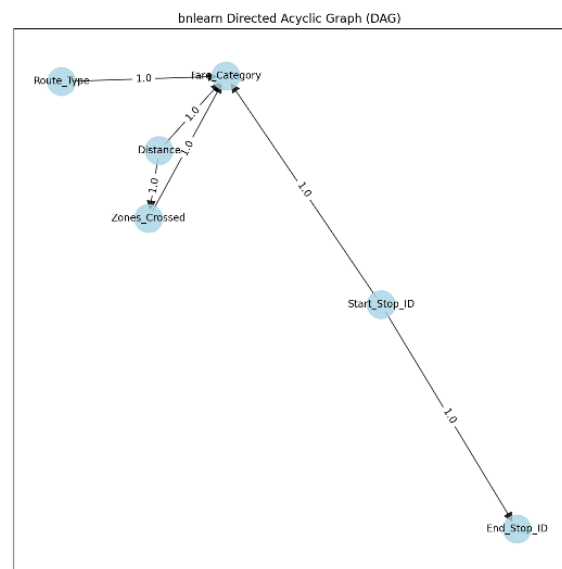 bnlearn Directed Acyclic Graph (DAG)
Route_Type
1.0
Fare_Category
1.0
Distance
1.0
1.0
Zones_Crossed
1.0
Start_Stop_ID
1.0
End_Stop_ID